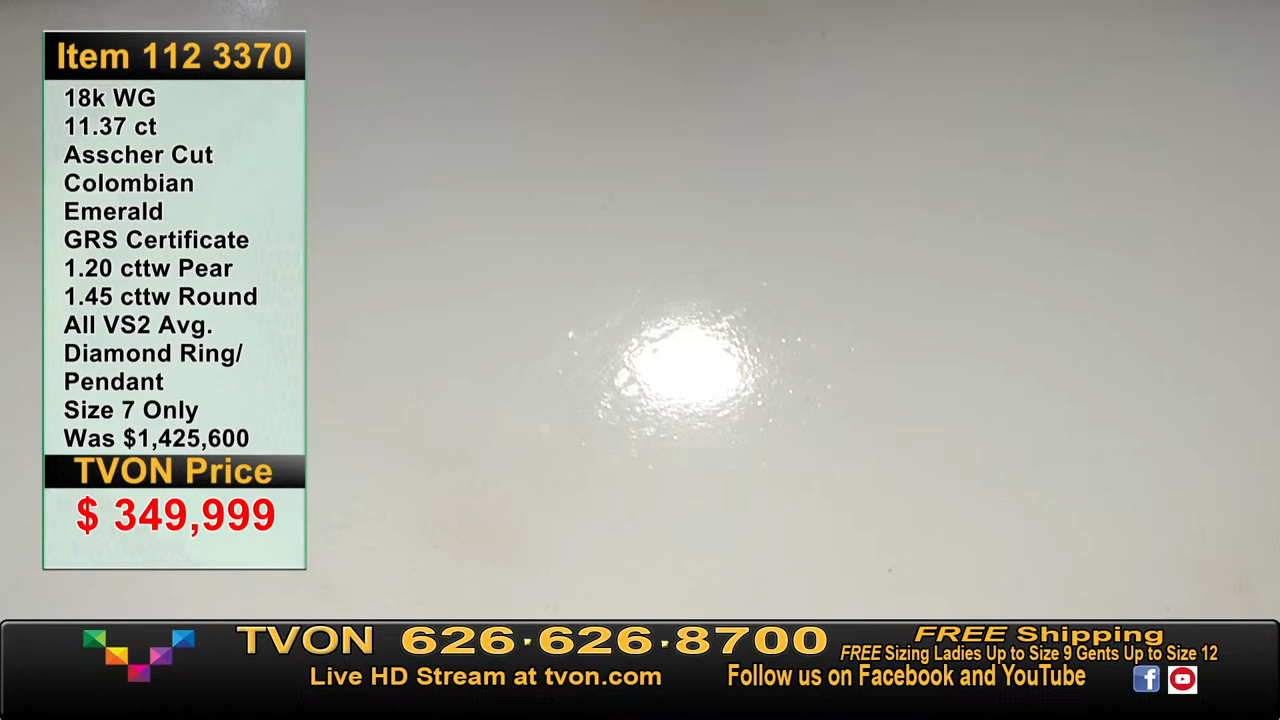 Item 112 3370
18k WG
11.37 ct
Asscher Cut
Colombian
Emerald
GRS Certificate
1.20 cttw Pear
1.45 cttw Round
All VS2 Avg.
Diamond Ring/
Pendant
Size 7 Only
Was $1,425,600
TVON Price
$ 349,999
TVON 626·626·8700
FREE Shipping
FREE Sizing Ladies Up to Size 9 Gents Up to Size 12
Live HD Stream at tvon.com
Follow us on Facebook and YouTube